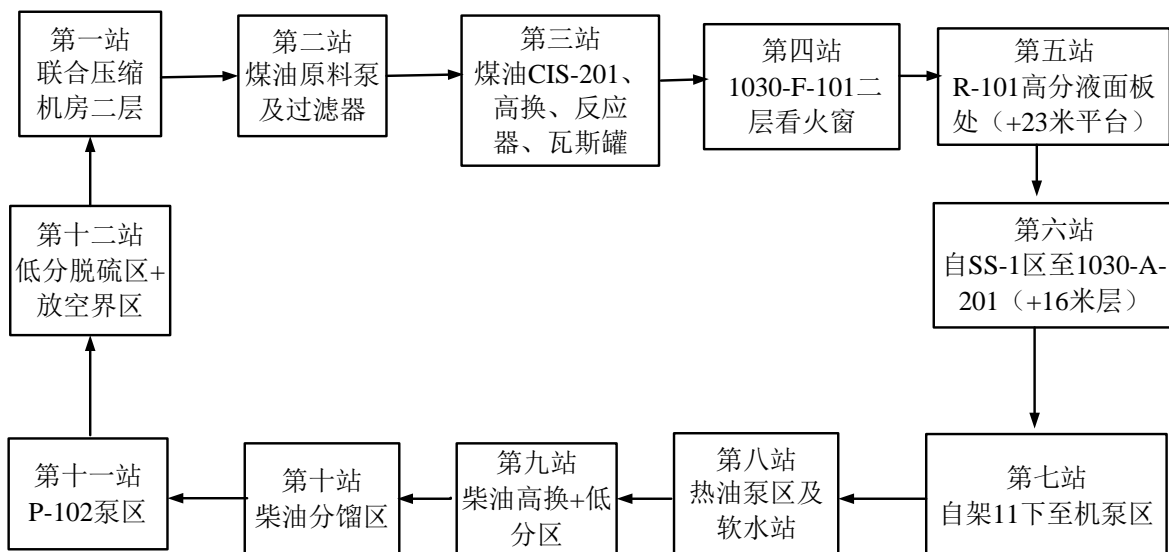 第一站
联合压缩
机房二层
第二站
煤油原料泵
及过滤器
第三站
煤油CIS-201、
高换、反应
器、瓦斯罐
第四站
1030-F-101二
层看火窗
第五站
R-101高分液面板
处（+23米平台）
第六站
自SS-1区至1030-A-
201（+16米层）
第七站
自架11下至机泵区
第八站
热油泵区及
软水站
第九站
柴油高换+低
分区
第十站
柴油分馏区
第十一站
P-102泵区
第十二站
低分脱硫区+
放空界区